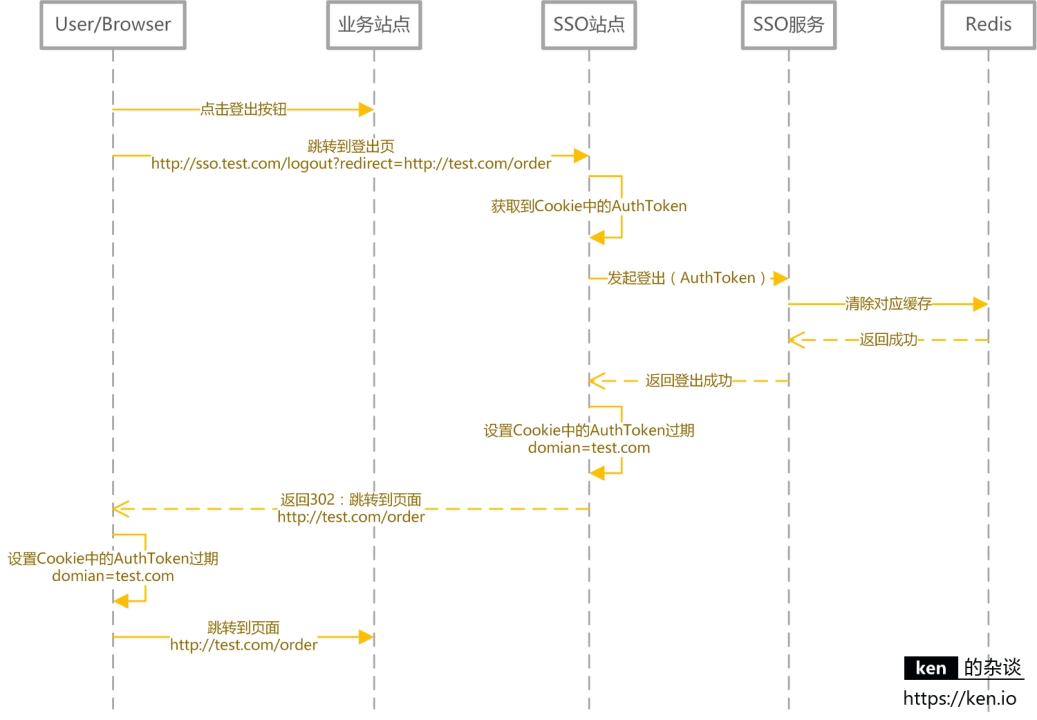 User/Browser
业务站点
SSO站点
SSO服务
Redis
点击登出按钮
跳转到登出页
http://sso.test.com/logout?redirect=http://test.com/order
获取到Cookie中的AuthToken
发起登出（AuthToken）
清除对应缓存
返回成功
返回登出成功
设置Cookie中的AuthToken过期
domian=test.com
返回302：跳转到页面
http://test.com/order
设置Cookie中的AuthToken过期
domian=test.com
跳转到页面
http://test.com/order
ken 的杂谈
https://ken.io